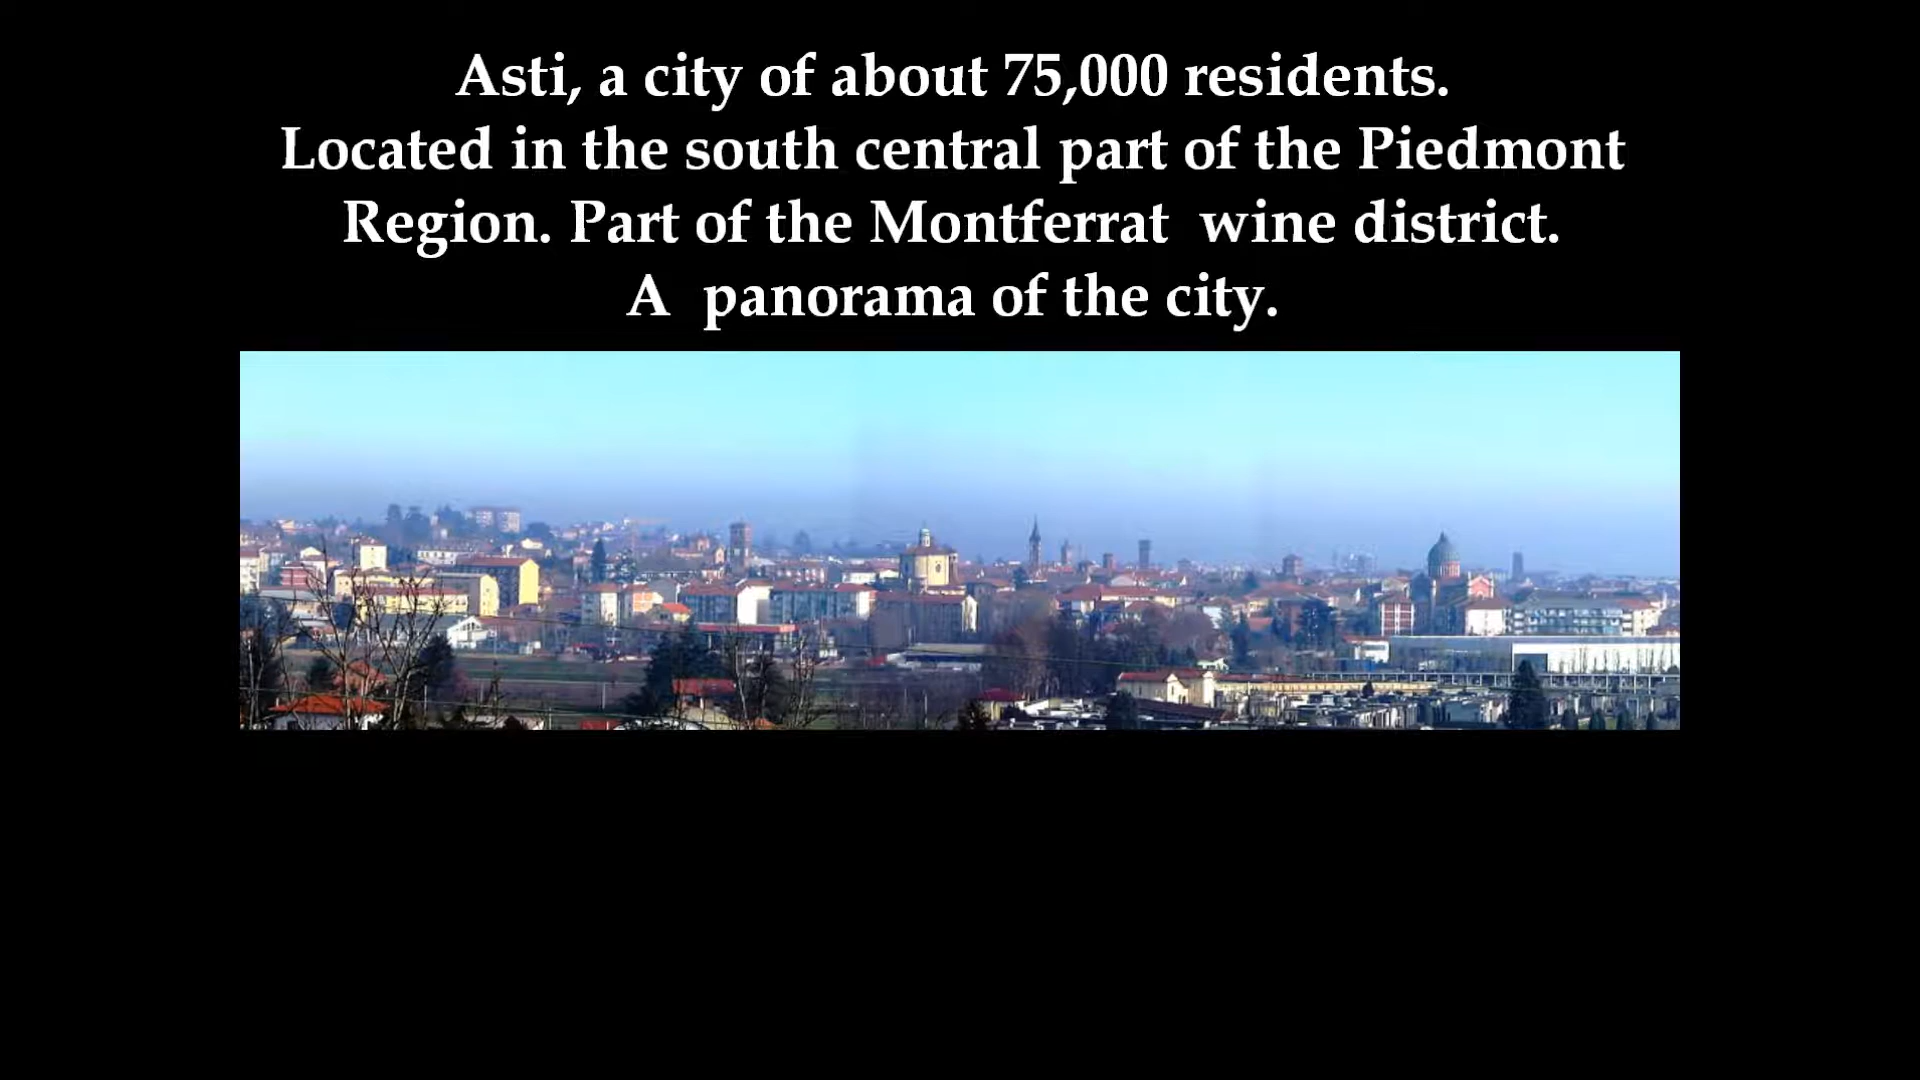 Asti, a city of about 75,000 residents.
Located in the south central part of the Piedmont
Region. Part of the Montferrat wine district.
A panorama of the city.